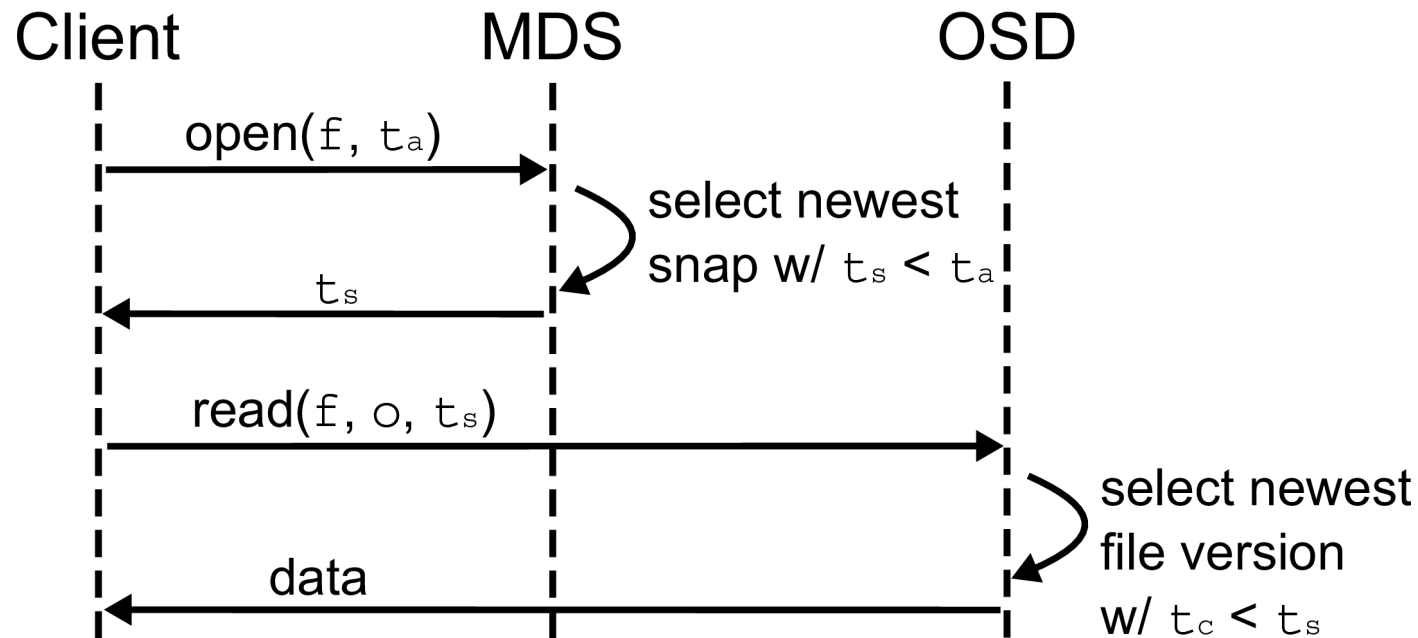 Client MDS OSD
open(f, tₐ)
select newest
snap w/ tₛ < tₐ
tₛ
read(f, o, tₛ)
select newest
file version
w/ t꜀ < tₛ
data